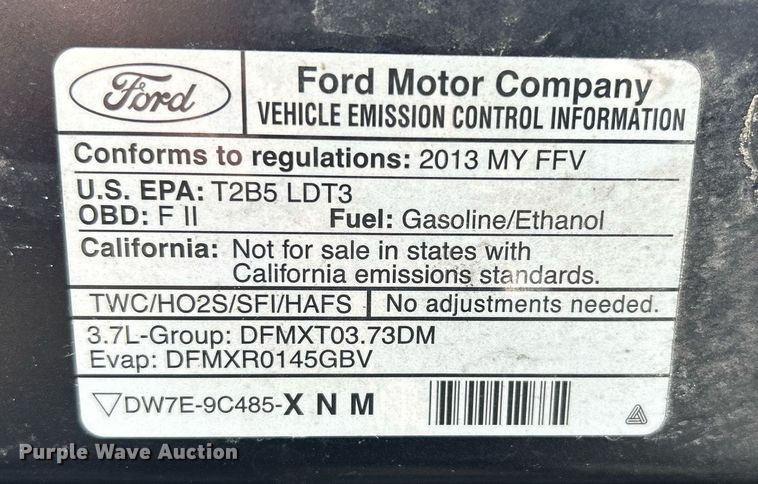 Ford
Ford Motor Company
VEHICLE EMISSION CONTROL INFORMATION
Conforms to regulations: 2013 MY FFV
U.S. EPA: T2B5 LDT3
OBD: F II Fuel: Gasoline/Ethanol
California: Not for sale in states with
California emissions standards.
TWC/HO2S/SFI/HAFS No adjustments needed.
3.7L-Group: DFMXT03.73DM
Evap: DFMXR0145GBV
DW7E-9C485-X N M
Purple Wave Auction